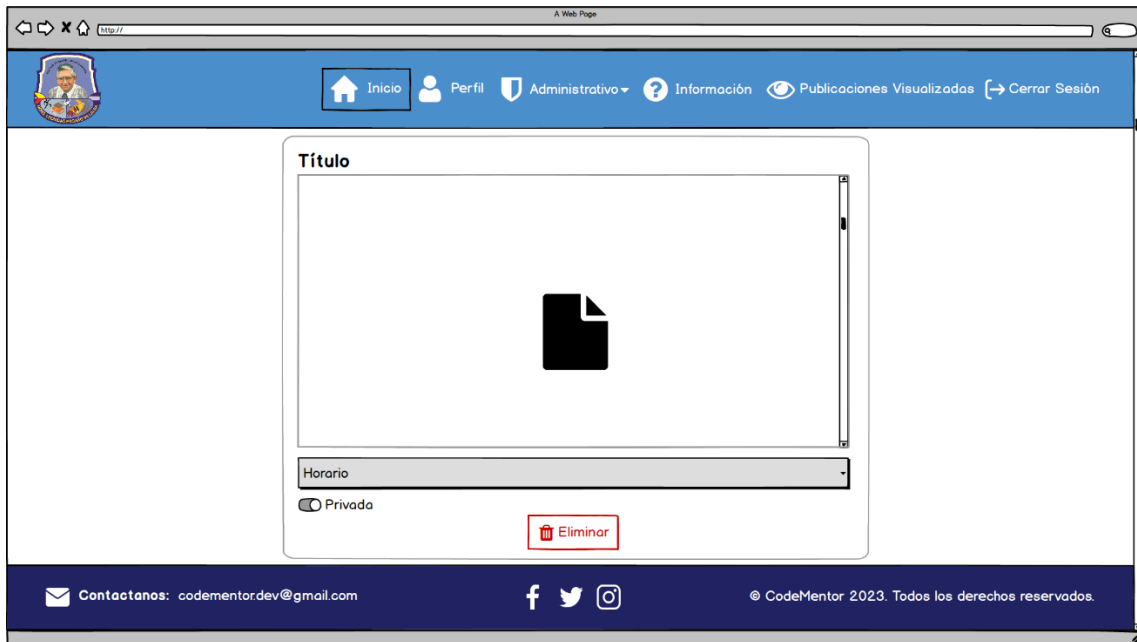 A Web Page
http://
Inicio Perfil Administrativo Información Publicaciones Visualizadas Cerrar Sesión
Título
Horario
Privada
Eliminar
Contactanos: codementor.dev@gmail.com
© CodeMentor 2023. Todos los derechos reservados.